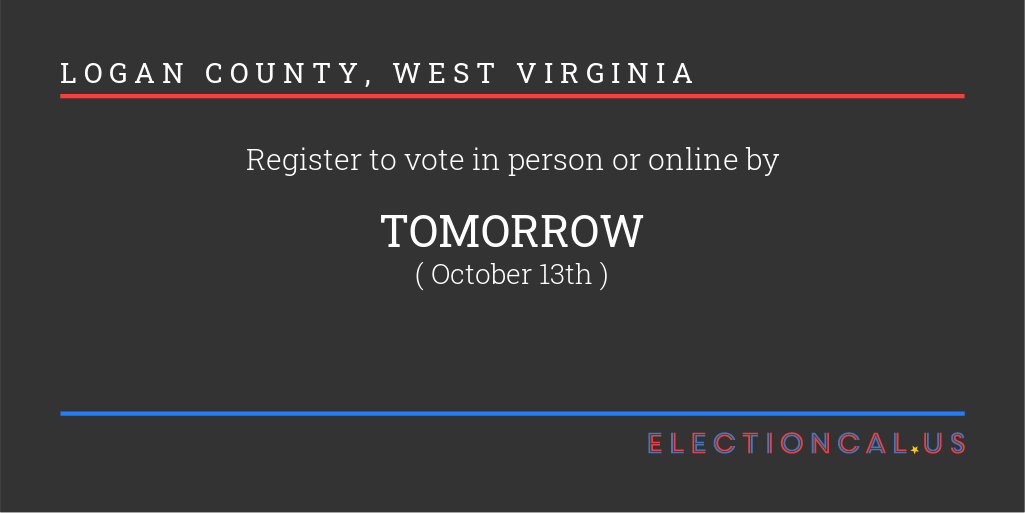 LOGAN COUNTY, WEST VIRGINIA
Register to vote in person or online by
TOMORROW
( October 13th )
ELECTIONCAL.US